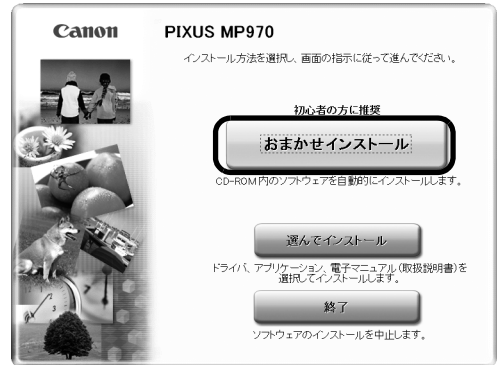 Canon
PIXUS MP970
インストール方法を選択し、画面の指示に従って進んでください。
初心者の方に推奨
おまかせインストール
CD-ROM内のソフトウェアを自動的にインストールします。
選んでインストール
ドライバ、アプリケーション、電子マニュアル(取扱説明書)を
選択してインストールします。
終了
ソフトウェアのインストールを中止します。